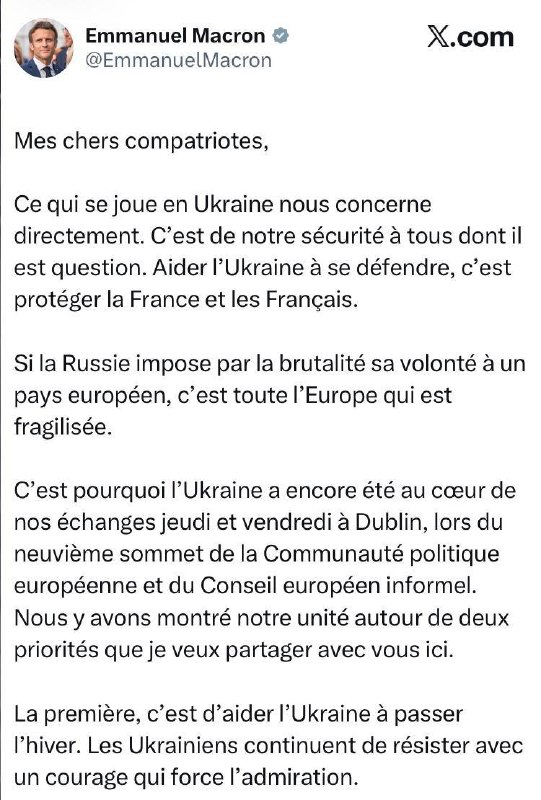 Emmanuel Macron
@EmmanuelMacron
X.com
Mes chers compatriotes,
Ce qui se joue en Ukraine nous concerne
directement. C’est de notre sécurité à tous dont il
est question. Aider l’Ukraine à se défendre, c’est
protéger la France et les Français.
Si la Russie impose par la brutalité sa volonté à un
pays européen, c’est toute l’Europe qui est
fragilisée.
C’est pourquoi l’Ukraine a encore été au cœur de
nos échanges jeudi et vendredi à Dublin, lors du
neuvième sommet de la Communauté politique
européenne et du Conseil européen informel.
Nous y avons montré notre unité autour de deux
priorités que je veux partager avec vous ici.
La première, c’est d’aider l’Ukraine à passer
l’hiver. Les Ukrainiens continuent de résister avec
un courage qui force l’admiration.